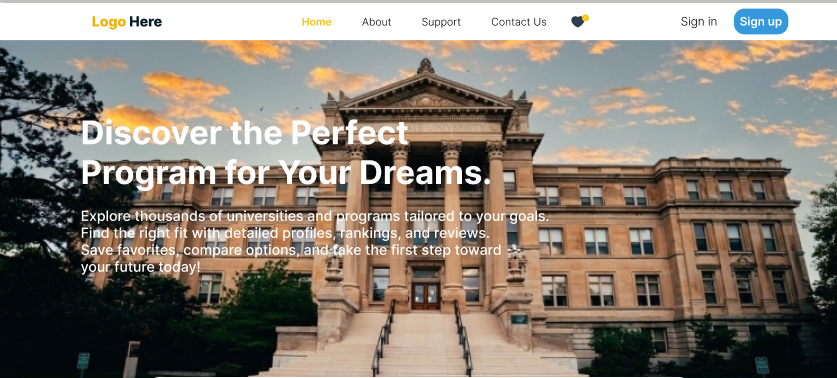 Logo Here
Home
About
Support
Contact Us
Sign in
Sign up
Discover the Perfect
Program for Your Dreams.
Explore thousands of universities and programs tailored to your goals.
Find the right fit with detailed profiles, rankings, and reviews.
Save favorites, compare options, and take the first step toward
your future today!